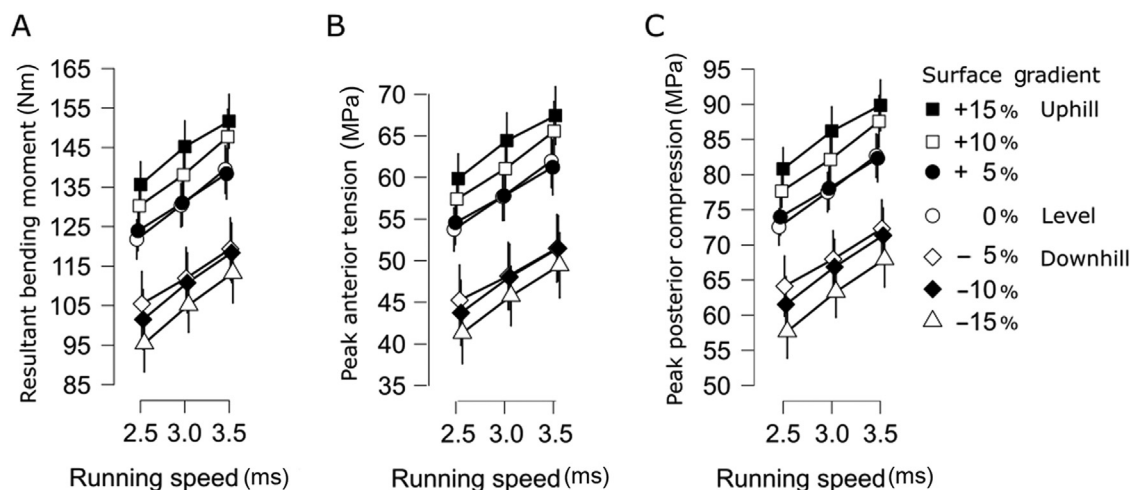 A
Resultant bending moment (Nm)
165
155
145
135
125
115
105
95
85
2.5 3.0 3.5
Running speed (ms)
B
Peak anterior tension (MPa)
70
65
60
55
50
45
40
35
2.5 3.0 3.5
Running speed (ms)
C
Peak posterior compression (MPa)
95
90
85
80
75
70
65
60
55
50
2.5 3.0 3.5
Running speed (ms)
Surface gradient
+15% Uphill
+10%
+ 5%
0% Level
– 5% Downhill
–10%
–15%